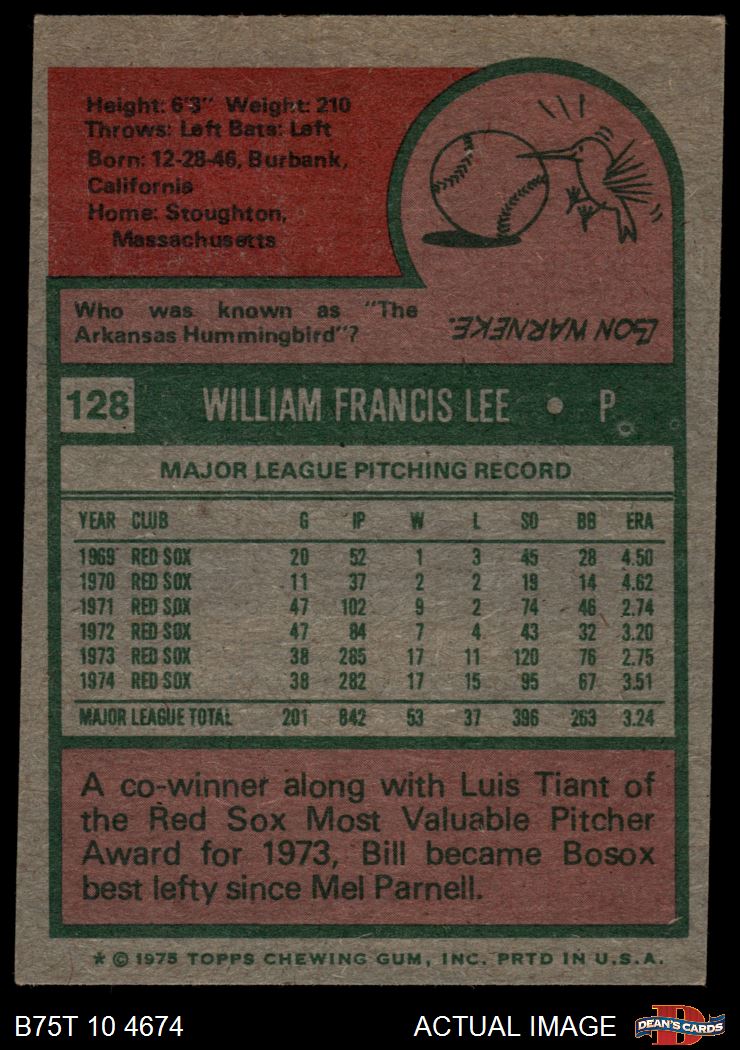 Height: 6'3" Weight: 210
Throws: Left Bats: Left
Born: 12-28-46, Burbank,
California
Home: Stoughton,
Massachusetts
Who was known as "The
Arkansas Hummingbird"?
LON WARNEKE.
128 WILLIAM FRANCIS LEE • P
MAJOR LEAGUE PITCHING RECORD
YEAR CLUB G IP W L SO BB ERA
1969 RED SOX 20 52 1 3 45 28 4.50
1970 RED SOX 11 37 2 2 19 14 4.62
1971 RED SOX 47 102 9 2 74 46 2.74
1972 RED SOX 47 84 7 4 43 32 3.20
1973 RED SOX 38 285 17 11 120 76 2.75
1974 RED SOX 38 282 17 15 95 67 3.51
MAJOR LEAGUE TOTAL 201 842 53 37 396 263 3.24
A co-winner along with Luis Tiant of
the Red Sox Most Valuable Pitcher
Award for 1973, Bill became Bosox
best lefty since Mel Parnell.
* © 1975 TOPPS CHEWING GUM, INC. PRTD IN U.S.A.
B75T 10 4674 ACTUAL IMAGE D DEAN'S CARDS